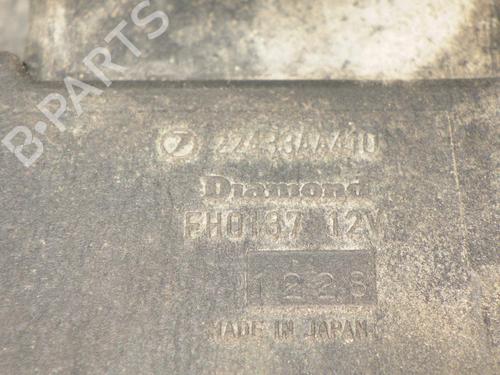 B-PARTS
22433AA410
Diamond
FH0137 12V
1228
MADE IN JAPAN